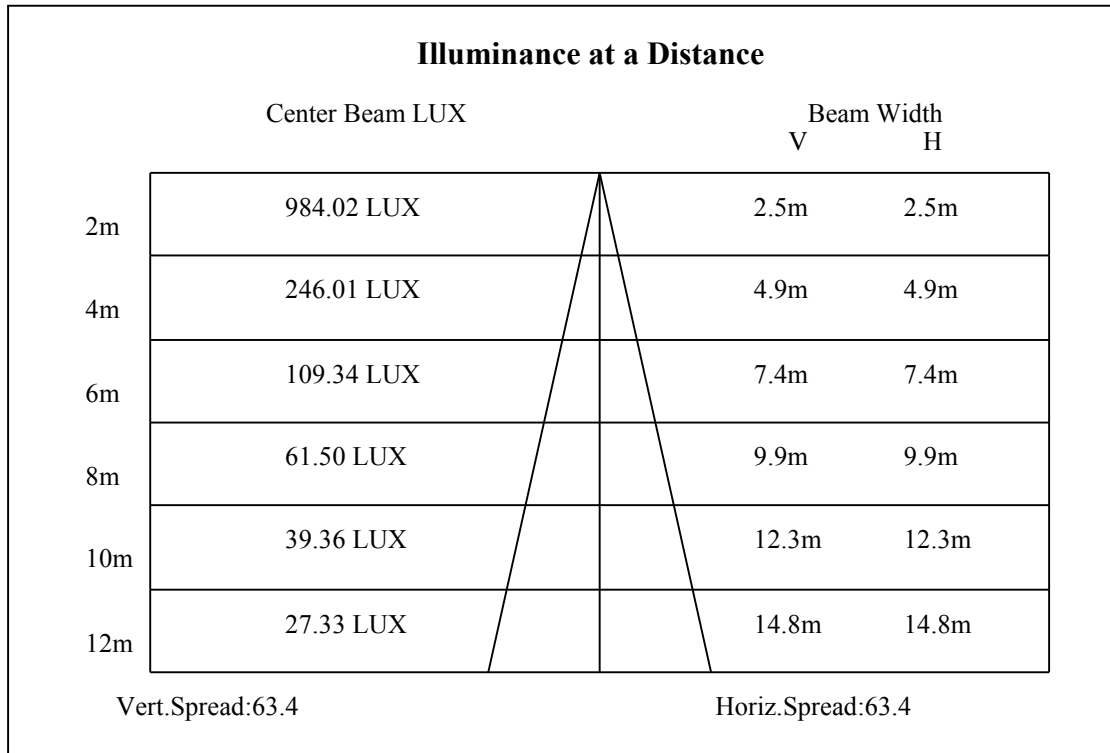 Illuminance at a Distance
Center Beam LUX Beam Width
V H
2m 984.02 LUX 2.5m 2.5m
4m 246.01 LUX 4.9m 4.9m
6m 109.34 LUX 7.4m 7.4m
8m 61.50 LUX 9.9m 9.9m
10m 39.36 LUX 12.3m 12.3m
12m 27.33 LUX 14.8m 14.8m
Vert.Spread:63.4 Horiz.Spread:63.4